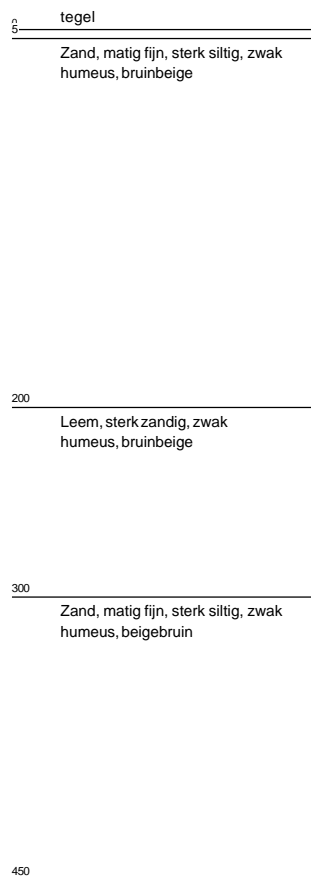 tegel
5
Zand, matig fijn, sterk siltig, zwak
humeus, bruinbeige
200
Leem, sterk zandig, zwak
humeus, bruinbeige
300
Zand, matig fijn, sterk siltig, zwak
humeus, beigebruin
450